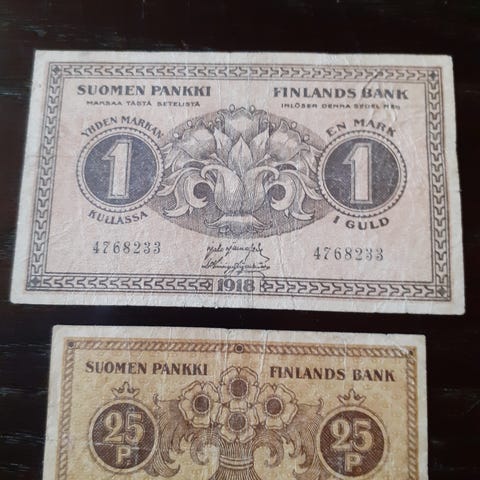 SUOMEN PANKKI FINLANDS BANK
MAKSAA TÄSTÄ SETELISTÄ INLÖSER DENNA SEDEL MED
YHDEN MARKAN EN MARK
1 1
KULLASSA I GULD
4768233 4768233
1918
SUOMEN PANKKI FINLANDS BANK
25 25
P P